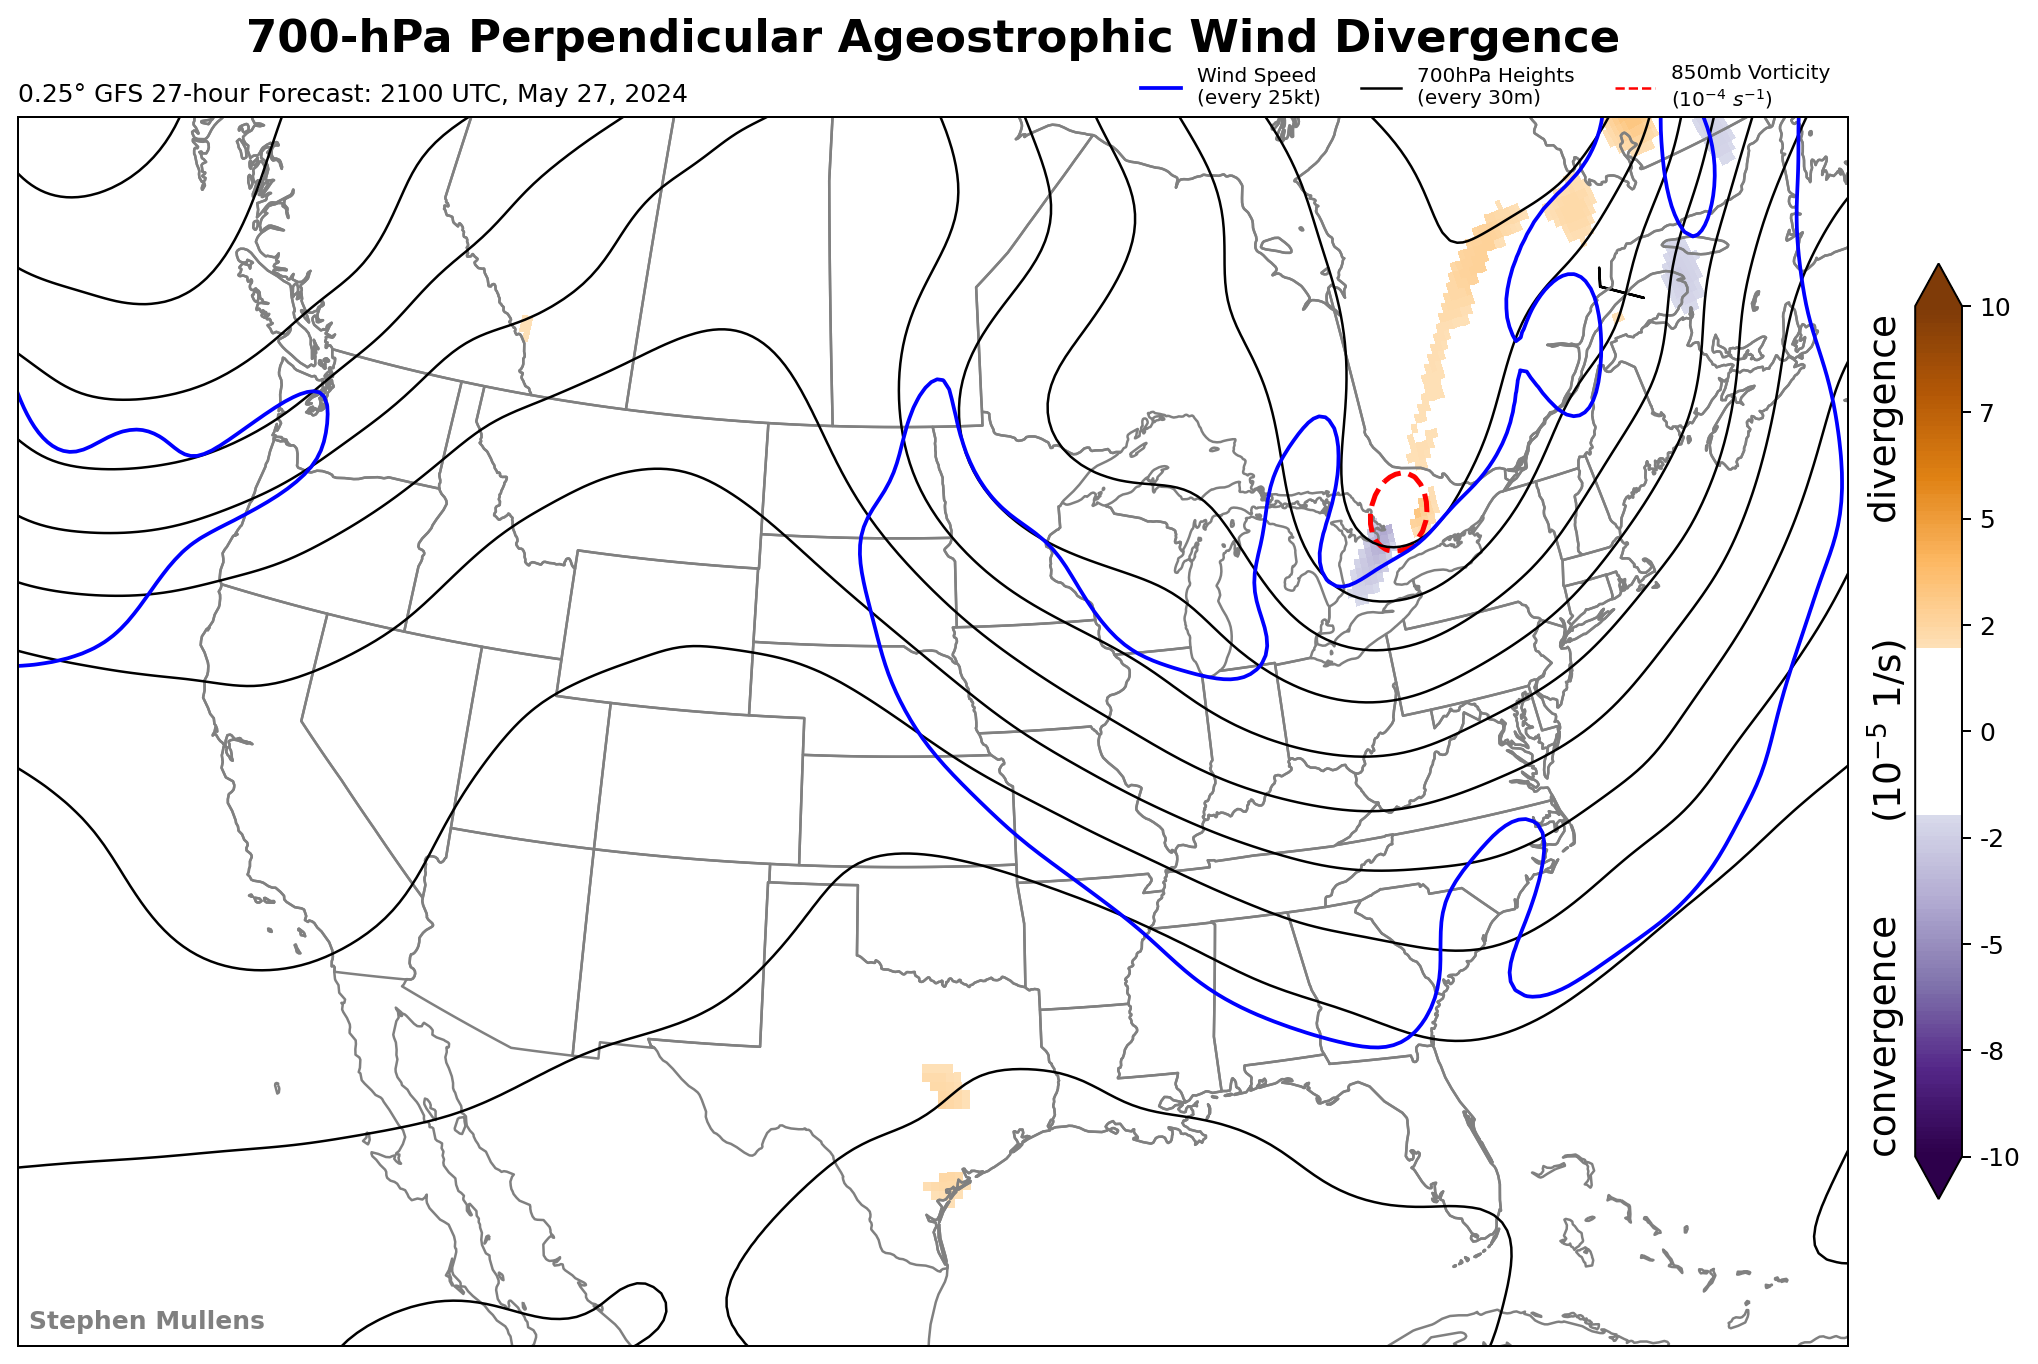 700-hPa Perpendicular Ageostrophic Wind Divergence
0.25° GFS 27-hour Forecast: 2100 UTC, May 27, 2024
Wind Speed
(every 25kt)
700hPa Heights
(every 30m)
850mb Vorticity
(10⁻⁴ s⁻¹)
10
7
5
2
0
-2
-5
-8
-10
convergence (10⁻⁵ 1/s) divergence
Stephen Mullens